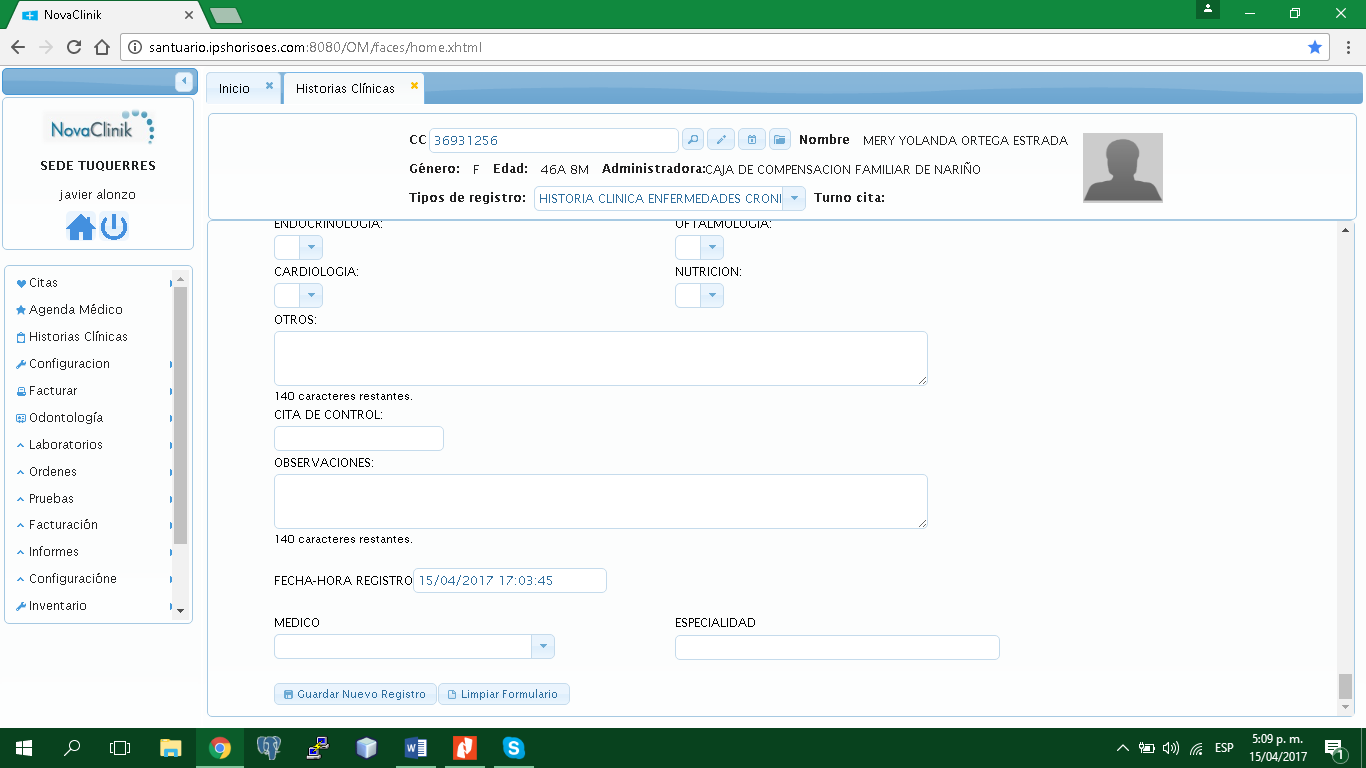 NovaClinik
santuario.ipshorisoes.com:8080/OM/faces/home.xhtml
Inicio
Historias Clínicas
NovaClinik
SEDE TUQUERRES
javier alonzo
CC 36931256 Nombre MERY YOLANDA ORTEGA ESTRADA
Género: F Edad: 46A 8M Administradora:CAJA DE COMPENSACION FAMILIAR DE NARIÑO
Tipos de registro: HISTORIA CLINICA ENFERMEDADES CRONI Turno cita:
Citas
Agenda Médico
Historias Clínicas
Configuracion
Facturar
Odontología
Laboratorios
Ordenes
Pruebas
Facturación
Informes
Configuracióne
Inventario
ENDOCRINOLOGIA: OFTALMOLOGIA:
CARDIOLOGIA: NUTRICION:
OTROS:
140 caracteres restantes.
CITA DE CONTROL:
OBSERVACIONES:
140 caracteres restantes.
FECHA-HORA REGISTRO 15/04/2017 17:03:45
MEDICO ESPECIALIDAD
Guardar Nuevo Registro Limpiar Formulario
ESP
5:09 p. m.
15/04/2017
1